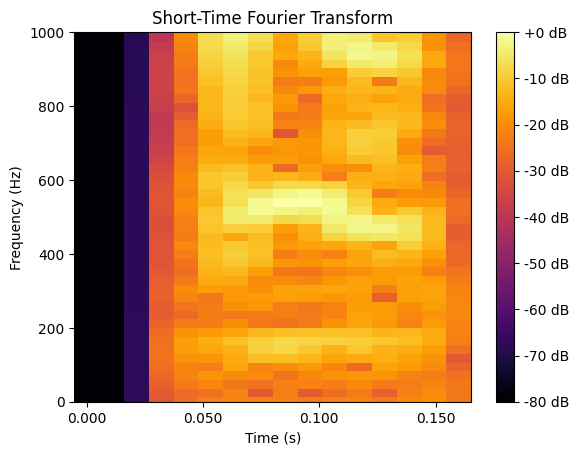 Short-Time Fourier Transform
Frequency (Hz)
1000
800
600
400
200
0
0.000
0.050
0.100
0.150
Time (s)
+0 dB
-10 dB
-20 dB
-30 dB
-40 dB
-50 dB
-60 dB
-70 dB
-80 dB